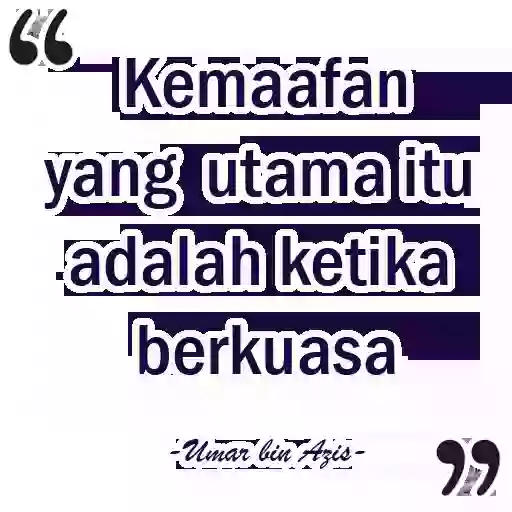 Kemaafan
yang utama itu
adalah ketika
berkuasa
-Umar bin Azis-